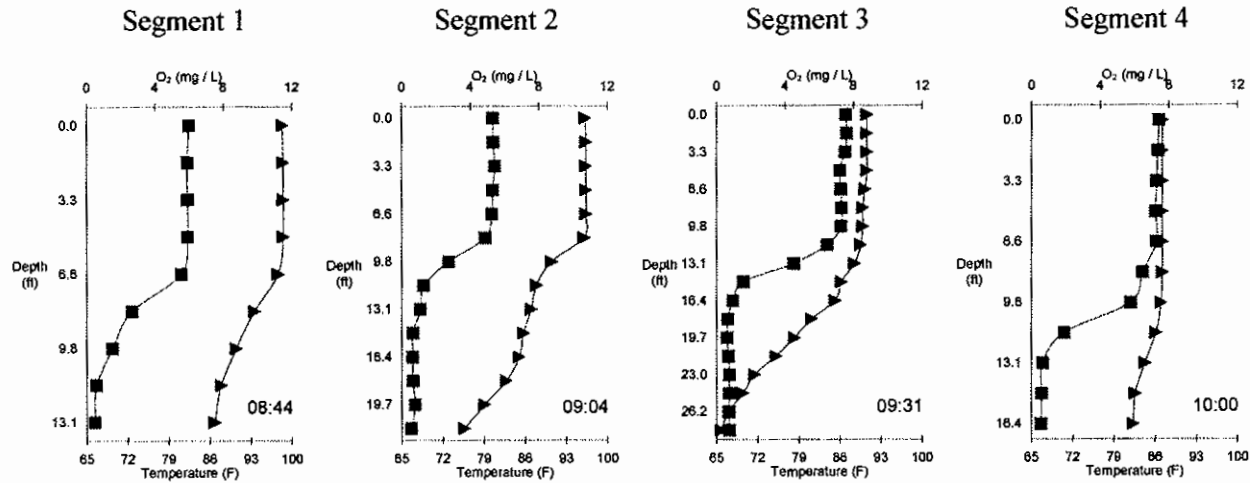 Segment 1
O₂ (mg / L)
0 4 8 12
0.0
3.3
6.6
9.8
13.1
Depth
(ft)
08:44
65 72 79 86 93 100
Temperature (F)
Segment 2
O₂ (mg / L)
0 4 8 12
0.0
3.3
6.6
9.8
13.1
16.4
19.7
Depth
(ft)
09:04
65 72 79 86 93 100
Temperature (F)
Segment 3
O₂ (mg / L)
0 4 8 12
0.0
3.3
6.6
9.8
13.1
16.4
19.7
23.0
26.2
Depth
(ft)
09:31
65 72 79 86 93 100
Temperature (F)
Segment 4
O₂ (mg / L)
0 4 8 12
0.0
3.3
6.6
9.8
13.1
16.4
Depth
(ft)
10:00
65 72 79 86 93 100
Temperature (F)